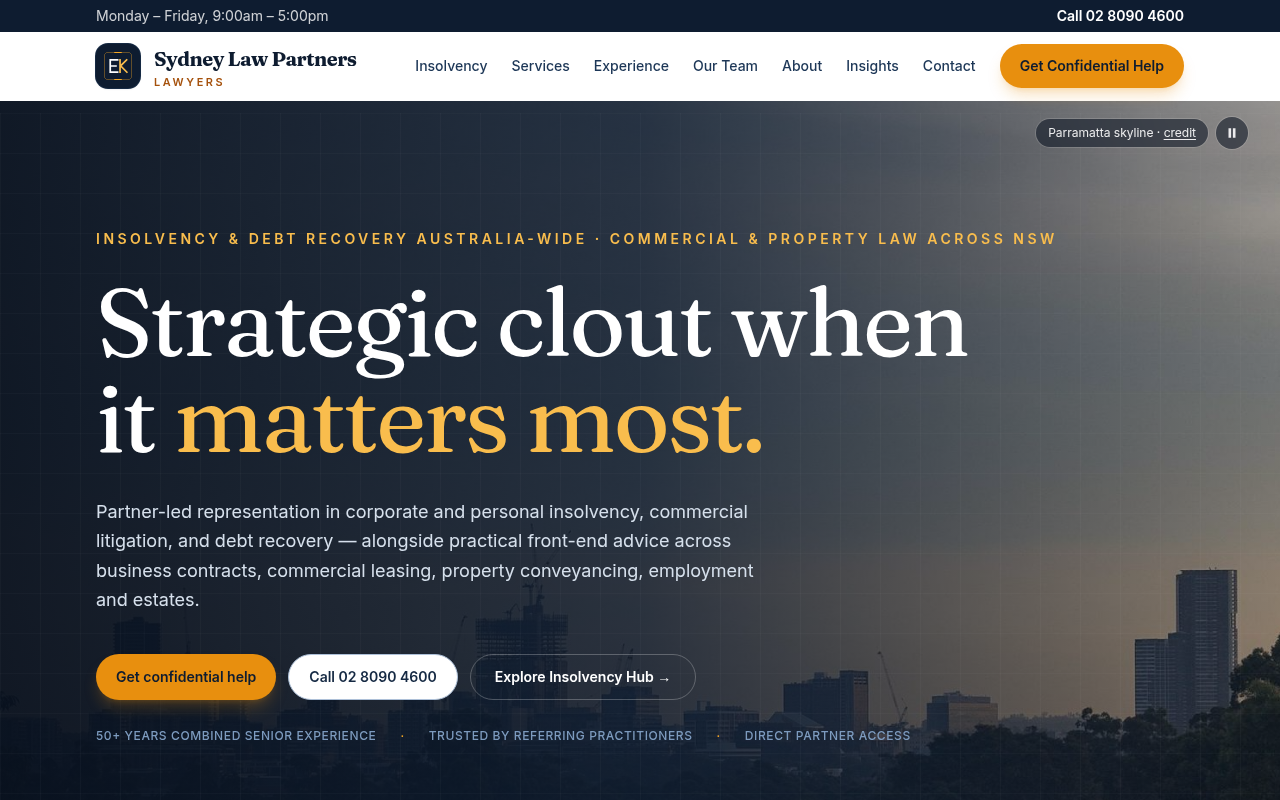 Monday – Friday, 9:00am – 5:00pm
Call 02 8090 4600
EK
Sydney Law Partners
LAWYERS
Insolvency
Services
Experience
Our Team
About
Insights
Contact
Get Confidential Help
Parramatta skyline · credit
INSOLVENCY & DEBT RECOVERY AUSTRALIA-WIDE · COMMERCIAL & PROPERTY LAW ACROSS NSW
Strategic clout when
it matters most.
Partner-led representation in corporate and personal insolvency, commercial
litigation, and debt recovery — alongside practical front-end advice across
business contracts, commercial leasing, property conveyancing, employment
and estates.
Get confidential help
Call 02 8090 4600
Explore Insolvency Hub →
50+ YEARS COMBINED SENIOR EXPERIENCE · TRUSTED BY REFERRING PRACTITIONERS · DIRECT PARTNER ACCESS